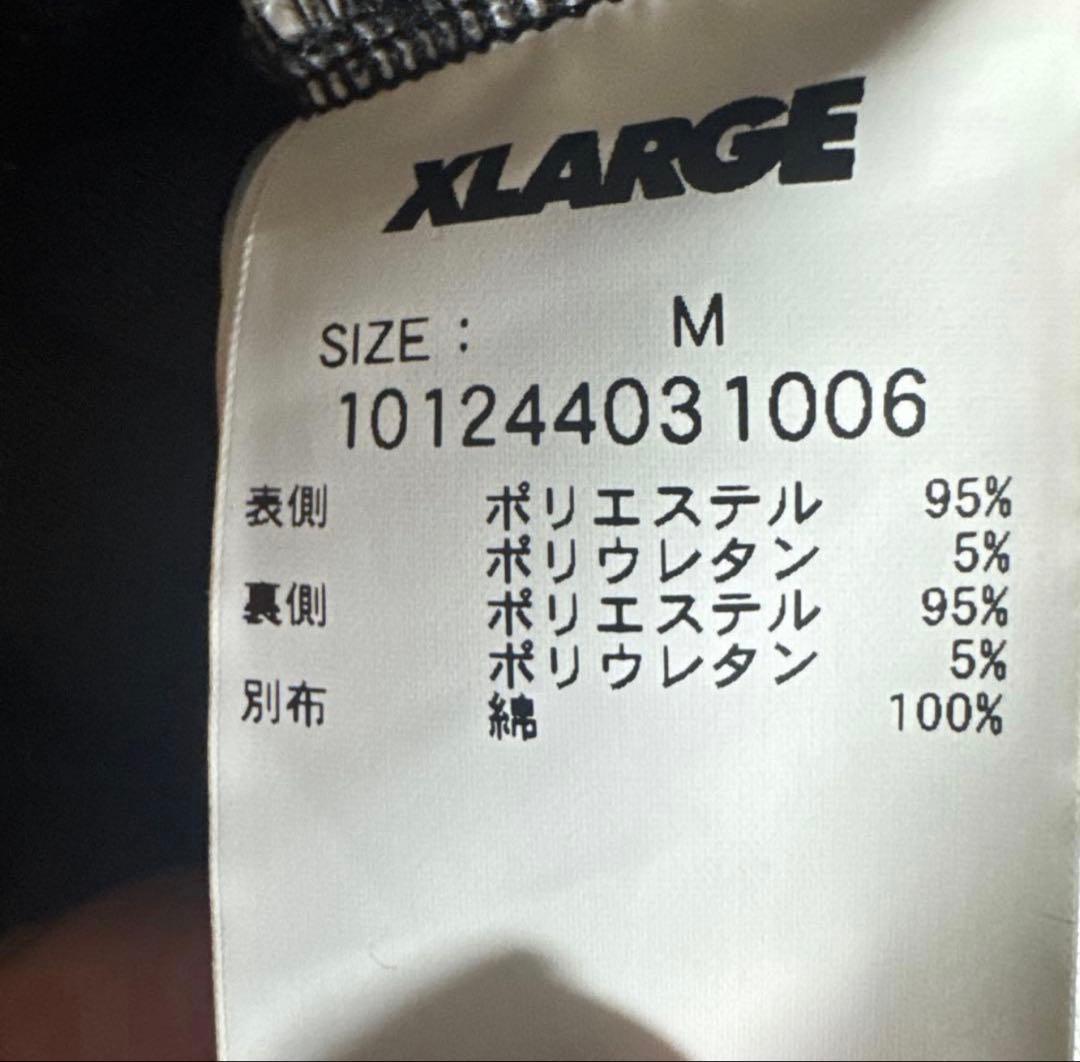 XLARGE
SIZE : M
101244031006
表側 ポリエステル 95%
ポリウレタン 5%
裏側 ポリエステル 95%
ポリウレタン 5%
別布 綿 100%